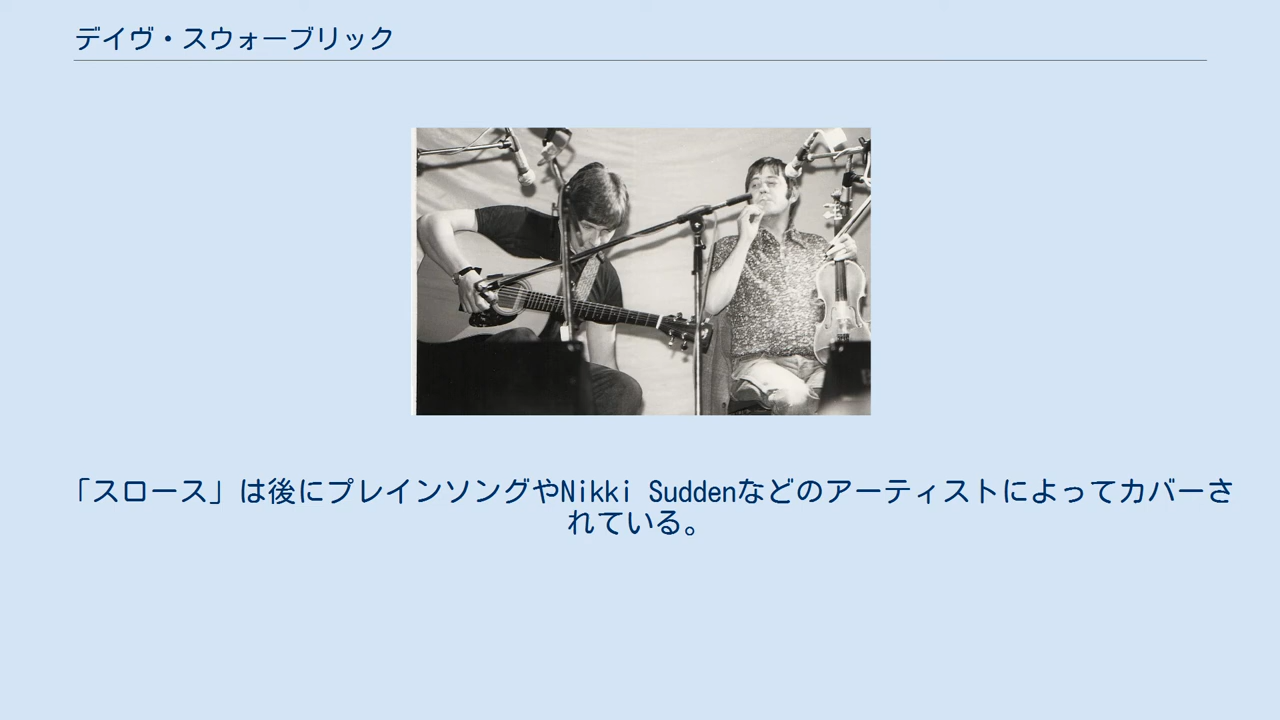 デイヴ・スウォーブリック
「スロース」は後にプレインソングやNikki Suddenなどのアーティストによってカバーさ
れている。